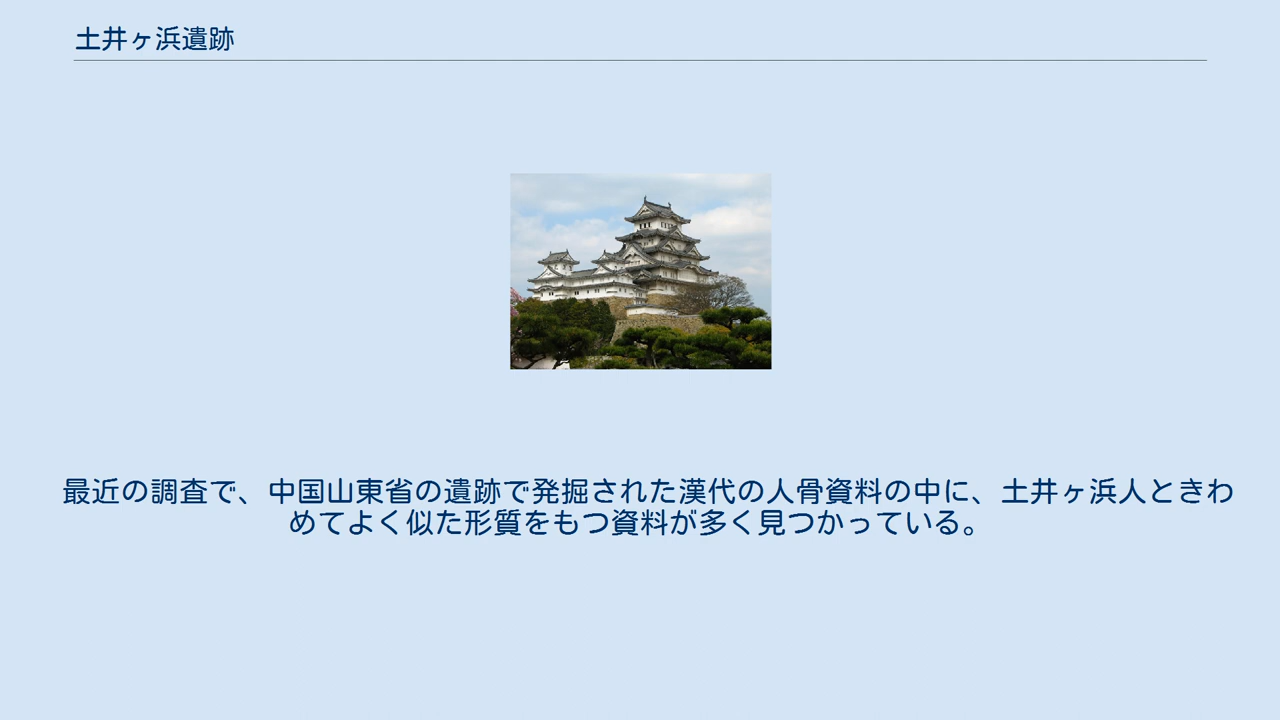 土井ヶ浜遺跡
最近の調査で、中国山東省の遺跡で発掘された漢代の人骨資料の中に、土井ヶ浜人ときわ
めてよく似た形質をもつ資料が多く見つかっている。